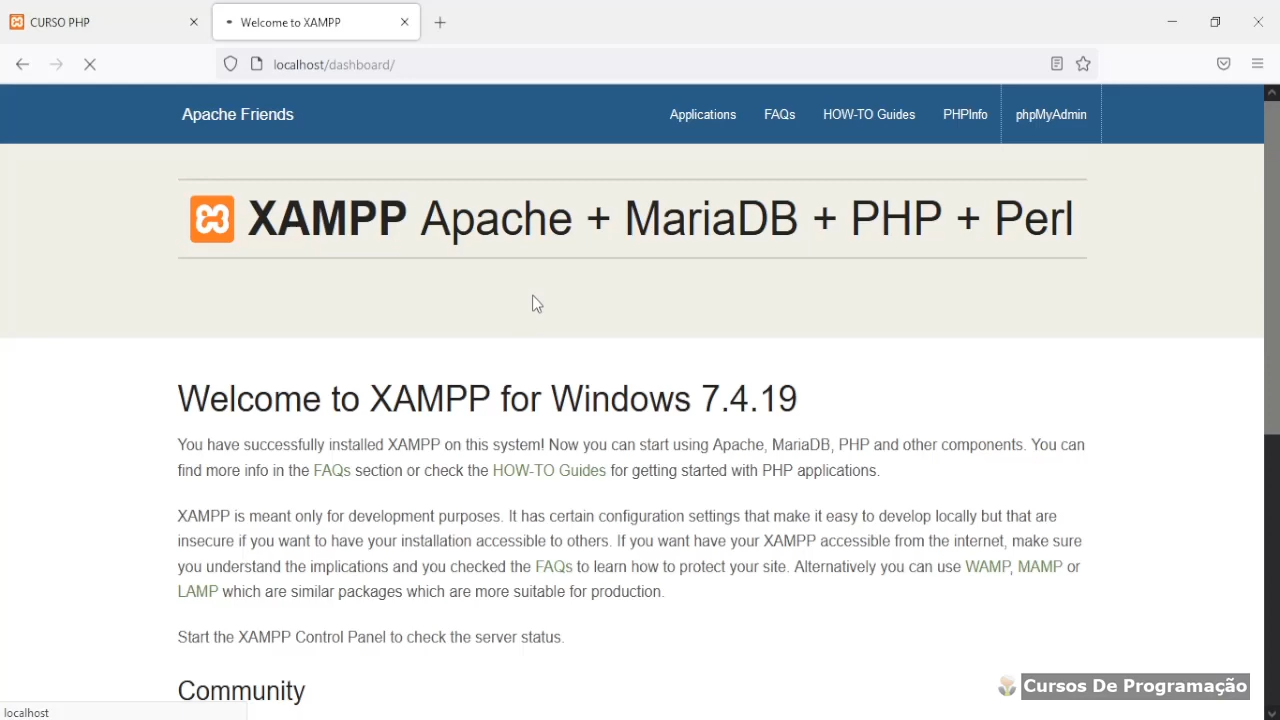 CURSO PHP
Welcome to XAMPP
localhost/dashboard/
Apache Friends
Applications
FAQs
HOW-TO Guides
PHPInfo
phpMyAdmin
XAMPP Apache + MariaDB + PHP + Perl
Welcome to XAMPP for Windows 7.4.19
You have successfully installed XAMPP on this system! Now you can start using Apache, MariaDB, PHP and other components. You can
find more info in the FAQs section or check the HOW-TO Guides for getting started with PHP applications.
XAMPP is meant only for development purposes. It has certain configuration settings that make it easy to develop locally but that are
insecure if you want to have your installation accessible to others. If you want have your XAMPP accessible from the internet, make sure
you understand the implications and you checked the FAQs to learn how to protect your site. Alternatively you can use WAMP, MAMP or
LAMP which are similar packages which are more suitable for production.
Start the XAMPP Control Panel to check the server status.
Community
Cursos De Programação
localhost